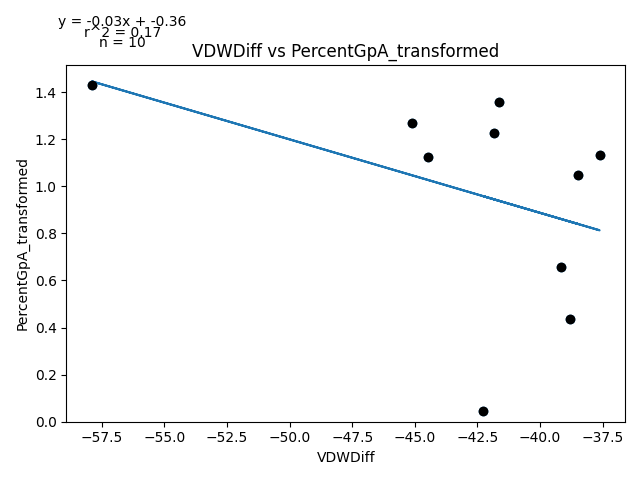 y = -0.03x + -0.36
r^2 = 0.17
n = 10
VDWDiff vs PercentGpA_transformed
1.4
1.2
1.0
0.8
0.6
0.4
0.2
0.0
PercentGpA_transformed
−57.5 −55.0 −52.5 −50.0 −47.5 −45.0 −42.5 −40.0 −37.5
VDWDiff